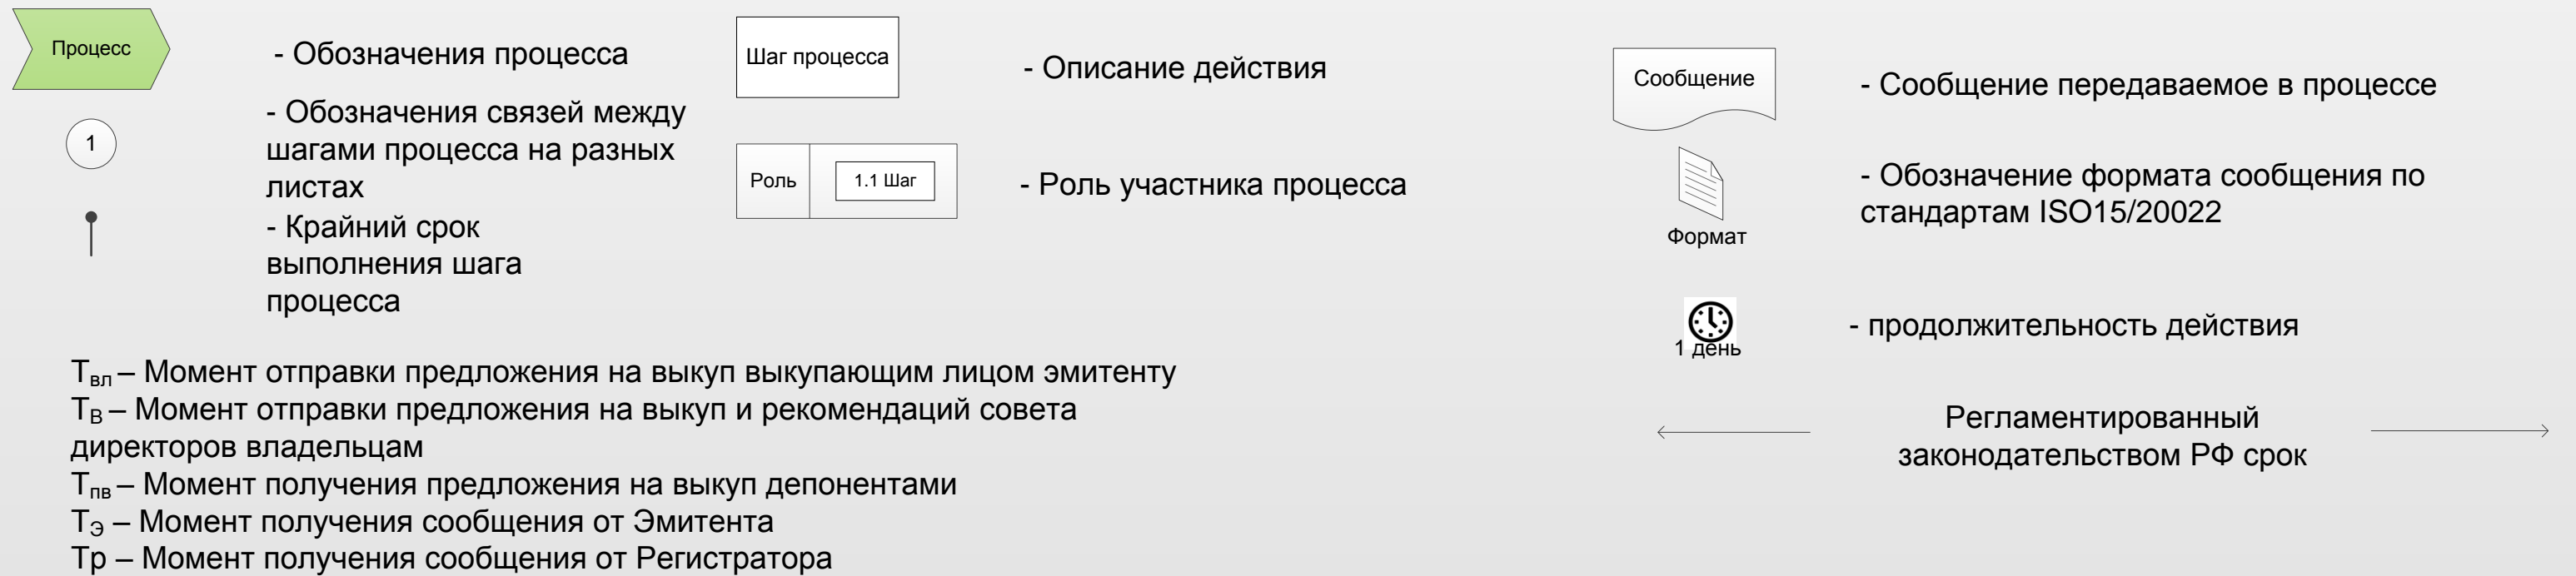 Процесс
- Обозначения процесса
1
- Обозначения связей между
шагами процесса на разных
листах
- Крайний срок
выполнения шага
процесса
Шаг процесса
- Описание действия
Роль
1.1 Шаг
- Роль участника процесса
Сообщение
- Сообщение передаваемое в процессе
Формат
- Обозначение формата сообщения по
стандартам ISO15/20022
1 день
- продолжительность действия
Регламентированный
законодательством РФ срок
Твл – Момент отправки предложения на выкуп выкупающим лицом эмитенту
ТВ – Момент отправки предложения на выкуп и рекомендаций совета
директоров владельцам
Тпв – Момент получения предложения на выкуп депонентами
ТЭ – Момент получения сообщения от Эмитента
Тр – Момент получения сообщения от Регистратора